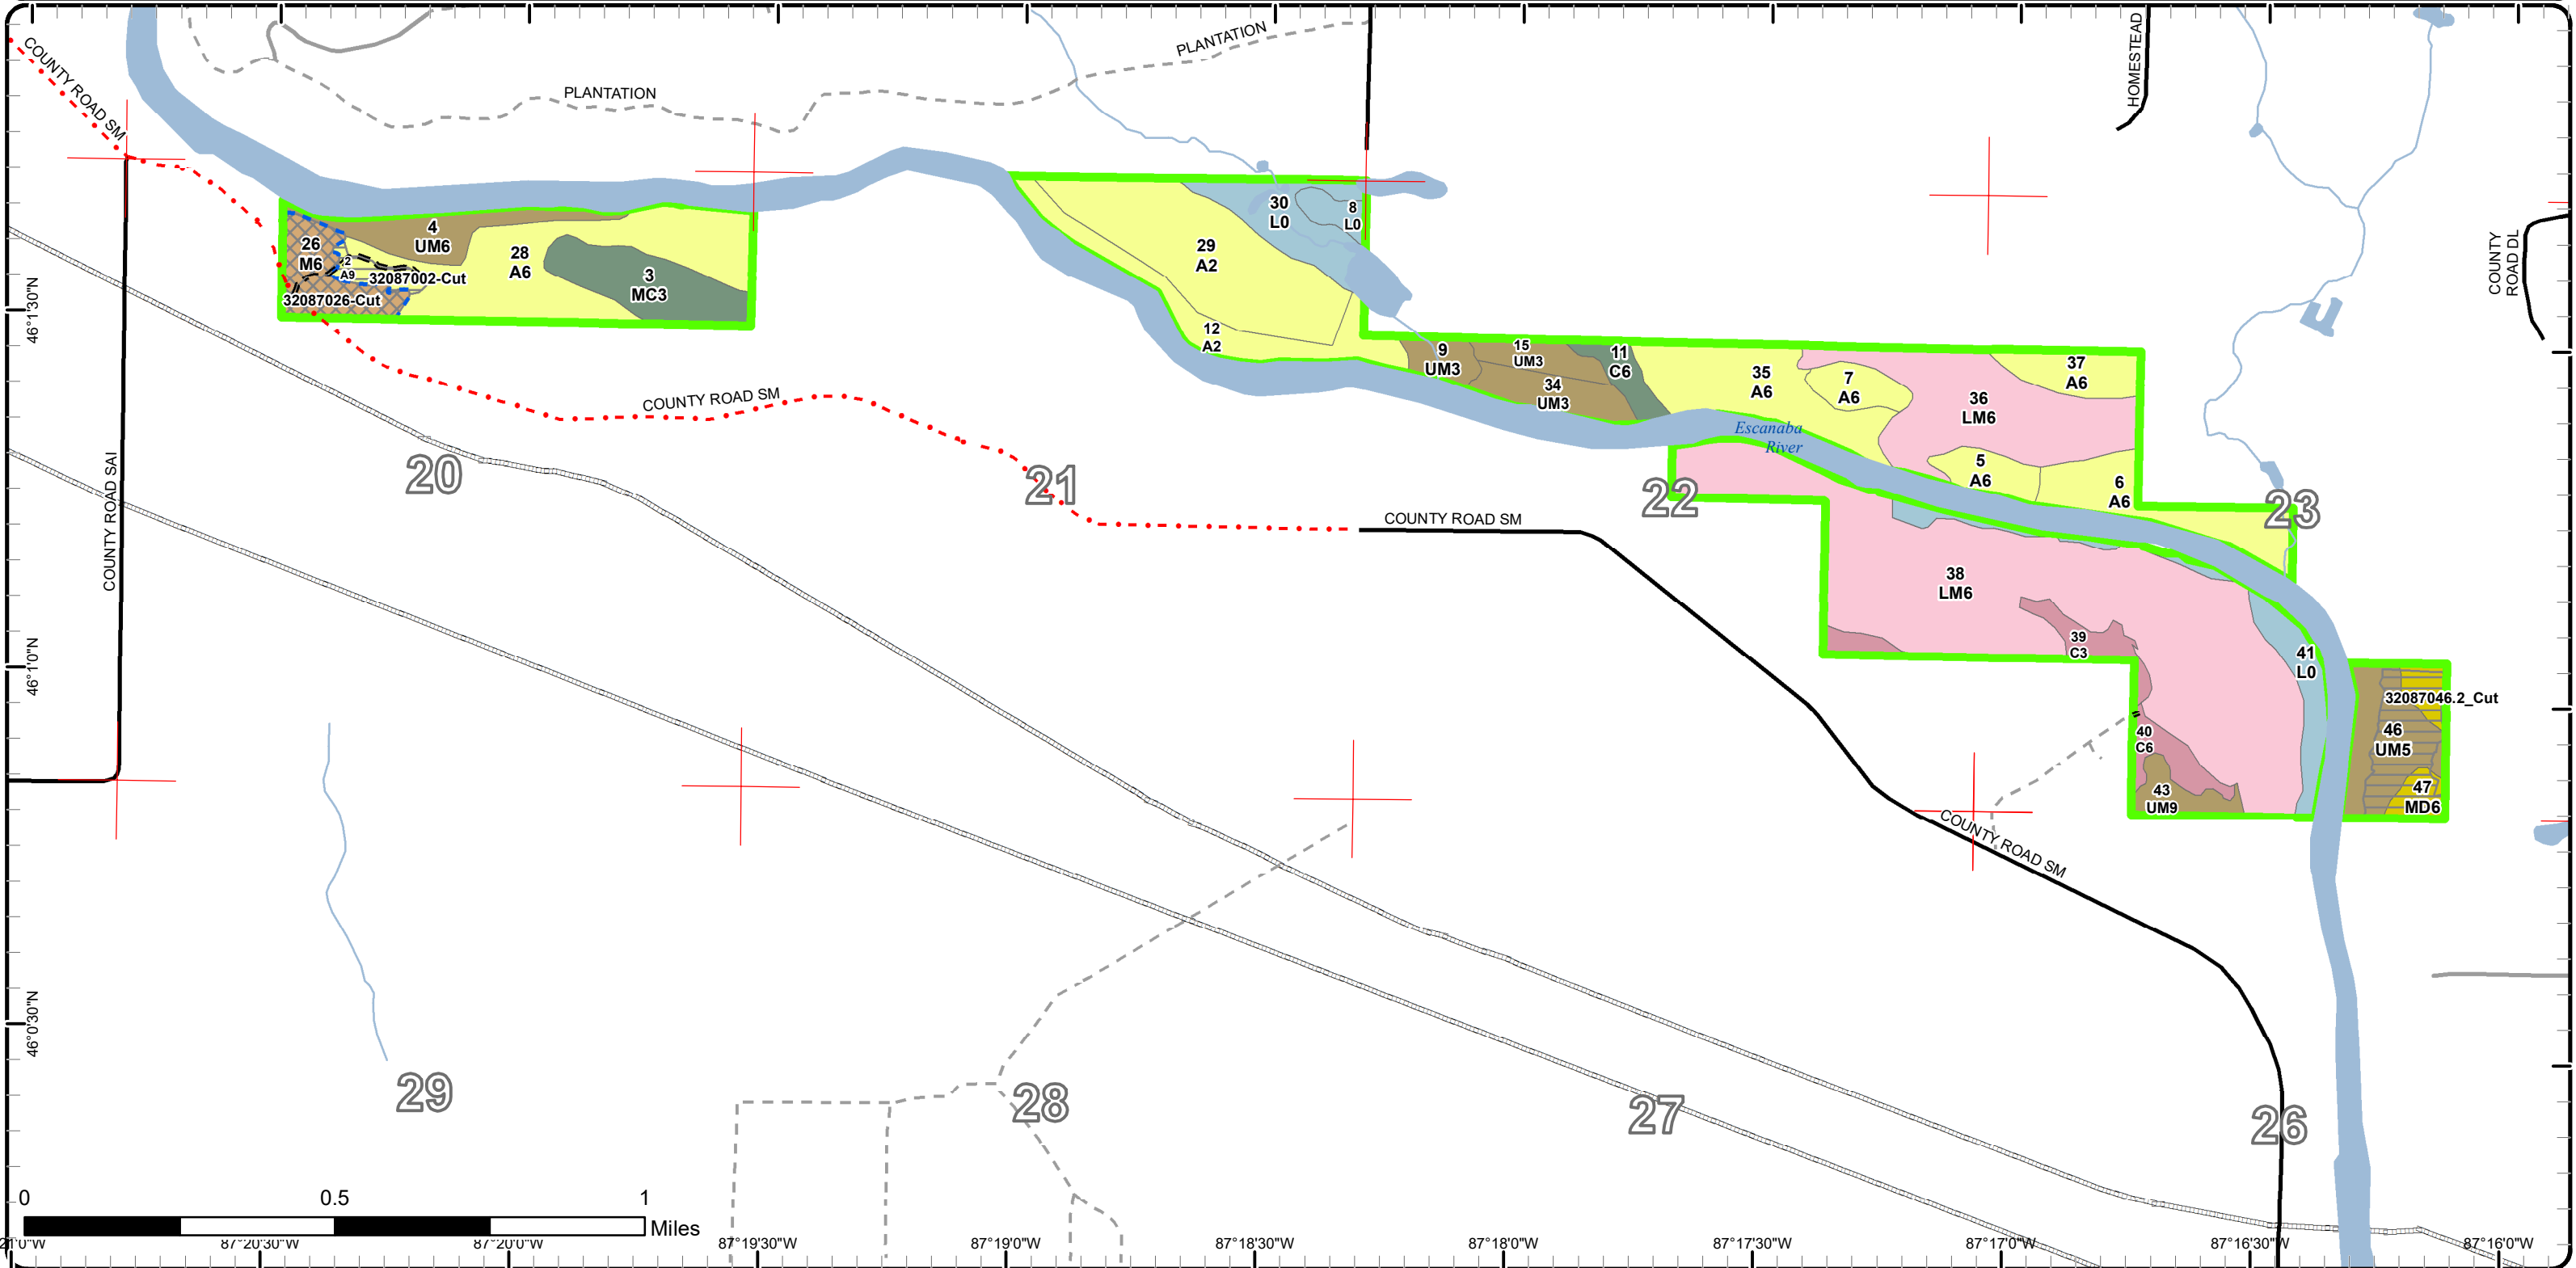 COUNTY ROAD SM
PLANTATION
PLANTATION
HOMESTEAD
COUNTY
ROAD DL
4
UM6
26
M6
2
A9
32087002-Cut
32087026-Cut
28
A6
3
MC3
29
A2
30
L0
8
L0
12
A2
9
UM3
15
UM3
34
UM3
11
C6
35
A6
7
A6
36
LM6
37
A6
5
A6
6
A6
Escanaba
River
COUNTY ROAD SM
COUNTY ROAD SAI
20
21
22
23
COUNTY ROAD SM
38
LM6
39
C3
41
L0
32087046.2_Cut
46
UM5
40
C6
43
UM9
47
MD6
COUNTY ROAD SM
29
28
27
26
46°1'30"N
46°1'0"N
46°0'30"N
0 0.5 1
Miles
21'0"W 87°20'30"W 87°20'0"W 87°19'30"W 87°19'0"W 87°18'30"W 87°18'0"W 87°17'30"W 87°17'0"W 87°16'30"W 87°16'0"W